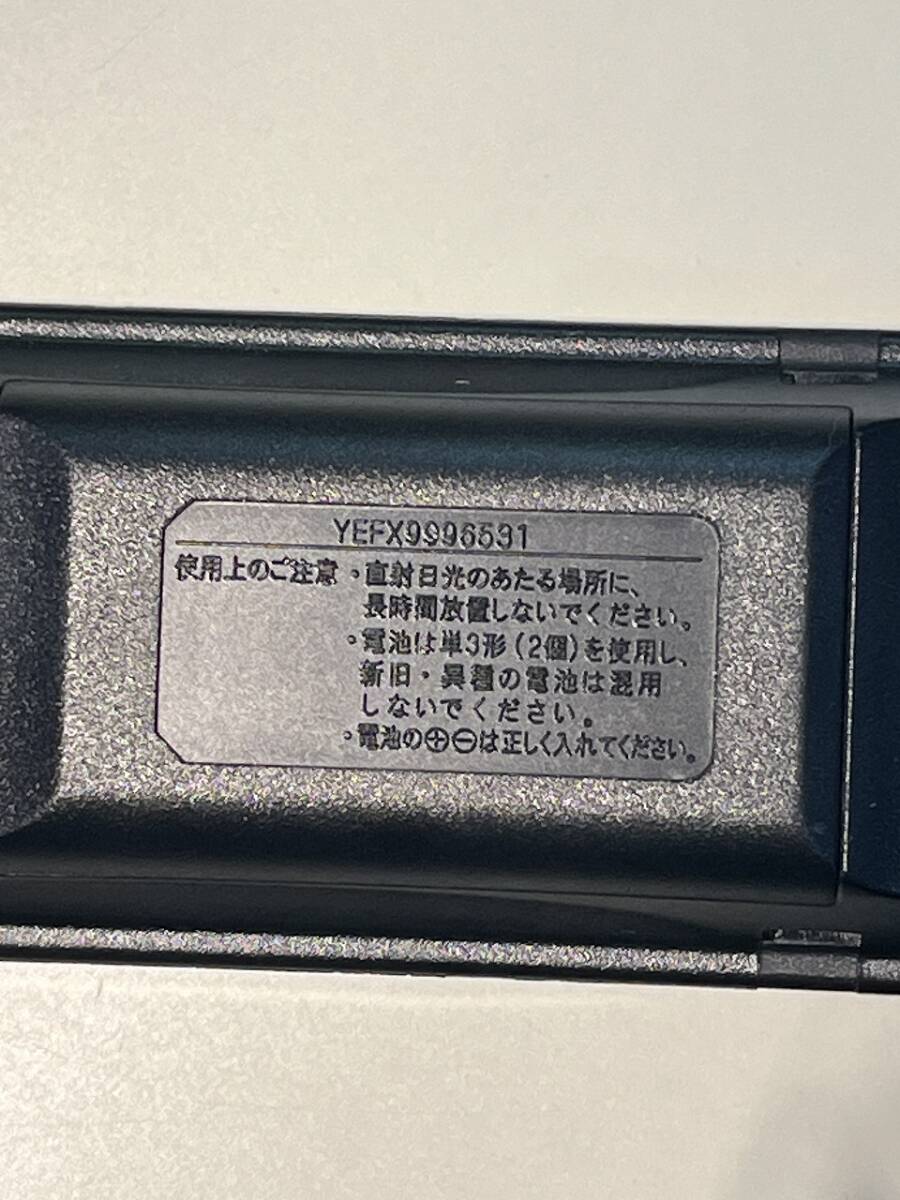 YEFX9996531
使用上のご注意 ・直射日光のあたる場所に、
長時間放置しないでください。
・電池は単3形(2個)を使用し、
新旧・異種の電池は混用
しないでください。
・電池の⊕⊖は正しく入れてください。